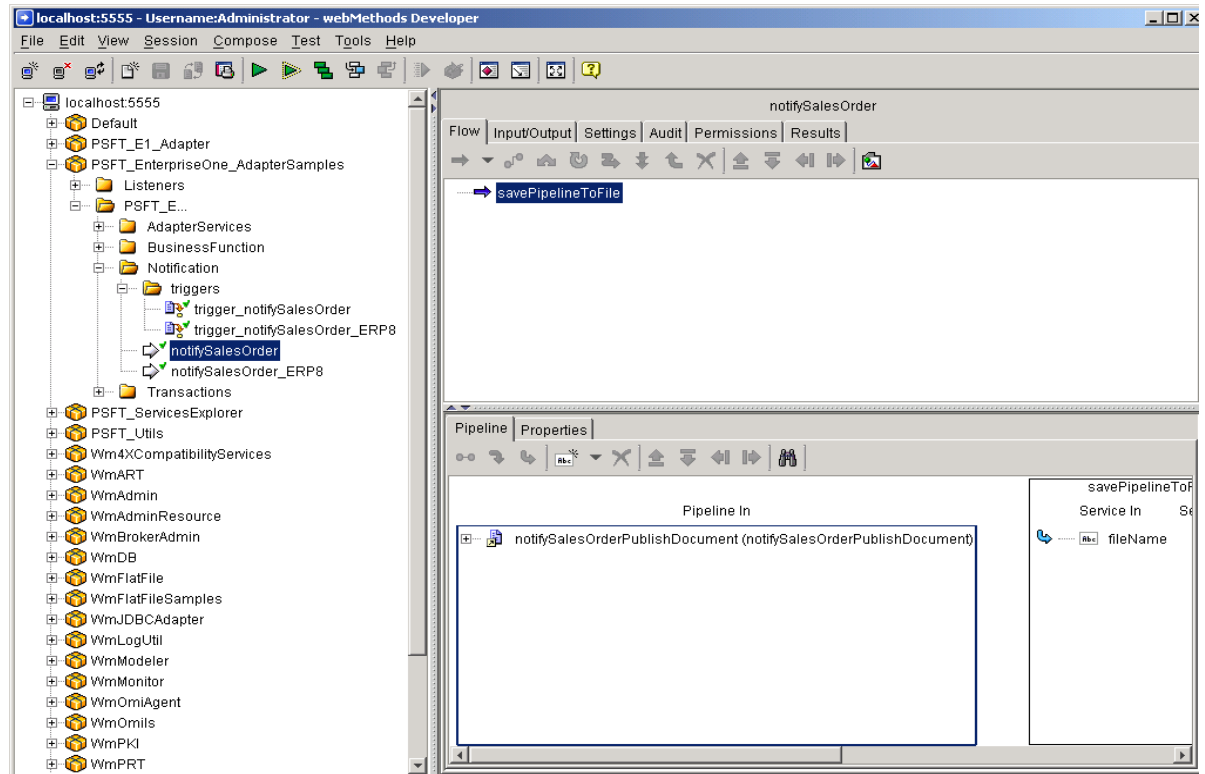 localhost:5555 - Username:Administrator - webMethods Developer
File Edit View Session Compose Test Tools Help
localhost:5555
Default
PSFT_E1_Adapter
PSFT_EnterpriseOne_AdapterSamples
Listeners
PSFT_E...
AdapterServices
BusinessFunction
Notification
triggers
trigger_notifySalesOrder
trigger_notifySalesOrder_ERP8
notifySalesOrder
notifySalesOrder_ERP8
Transactions
PSFT_ServicesExplorer
PSFT_Utils
Wm4XCompatibilityServices
WmART
WmAdmin
WmAdminResource
WmBrokerAdmin
WmDB
WmFlatFile
WmFlatFileSamples
WmJDBCAdapter
WmLogUtil
WmModeler
WmMonitor
WmOmiAgent
WmOmils
WmPKI
WmPRT
notifySalesOrder
Flow Input/Output Settings Audit Permissions Results
savePipelineToFile
Pipeline Properties
Abc
Pipeline In
notifySalesOrderPublishDocument (notifySalesOrderPublishDocument)
savePipelineToF
Service In Se
Abc fileName